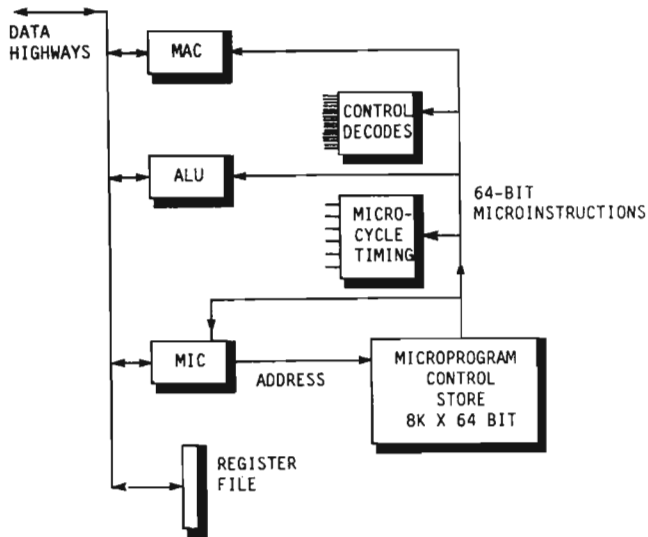 DATA
HIGHWAYS
MAC
CONTROL
DECODES
ALU
64-BIT
MICROINSTRUCTIONS
MICRO-
CYCLE
TIMING
MIC
ADDRESS
MICROPROGRAM
CONTROL
STORE
8K X 64 BIT
REGISTER
FILE